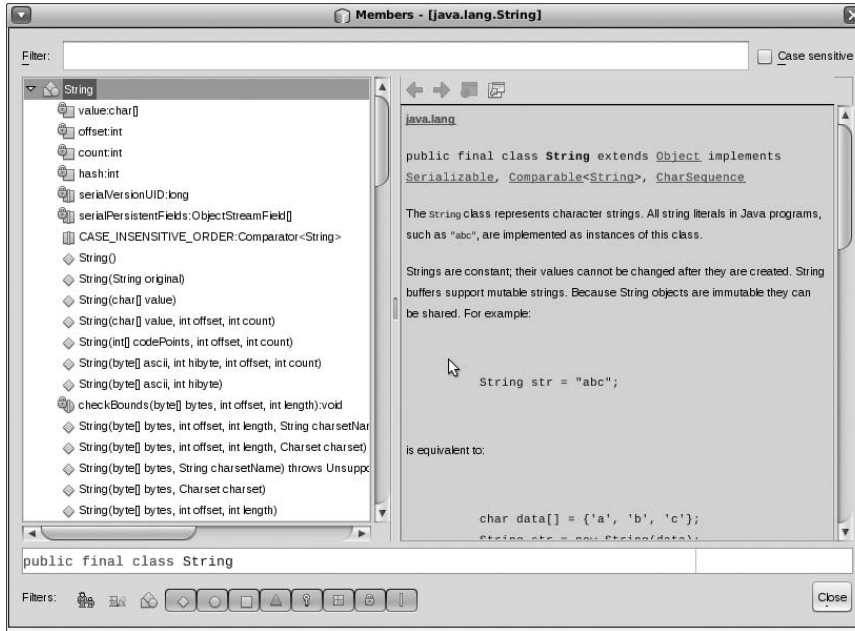 Members - [java.lang.String]
Filter:
Case sensitive
String
value:char[]
offset:int
count:int
hash:int
serialVersionUID:long
serialPersistentFields:ObjectStreamField[]
CASE_INSENSITIVE_ORDER:Comparator<String>
String()
String(String original)
String(char[] value)
String(char[] value, int offset, int count)
String(int[] codePoints, int offset, int count)
String(byte[] ascii, int hibyte, int offset, int count)
String(byte[] ascii, int hibyte)
checkBounds(byte[] bytes, int offset, int length):void
String(byte[] bytes, int offset, int length, String charsetNar
String(byte[] bytes, int offset, int length, Charset charset)
String(byte[] bytes, String charsetName) throws Unsuppo
String(byte[] bytes, Charset charset)
String(byte[] bytes, int offset, int length)
java.lang
public final class String extends Object implements
Serializable, Comparable<String>, CharSequence
The String class represents character strings. All string literals in Java programs,
such as "abc", are implemented as instances of this class.
Strings are constant; their values cannot be changed after they are created. String
buffers support mutable strings. Because String objects are immutable they can
be shared. For example:
String str = "abc";
is equivalent to:
char data[] = {'a', 'b', 'c'};
String str = new String(data);
public final class String
Filters:
Close